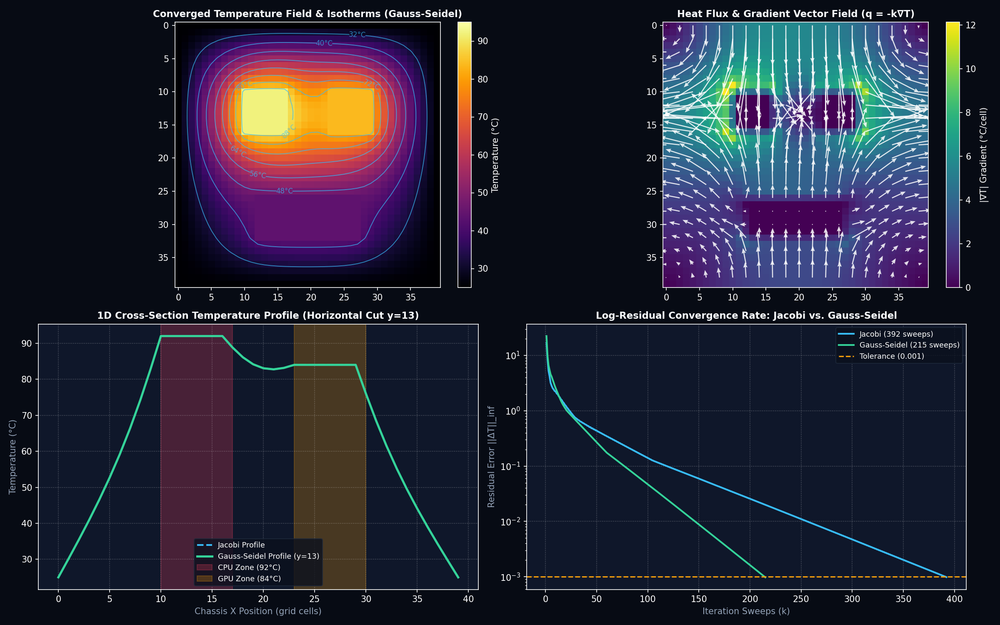 Converged Temperature Field & Isotherms (Gauss-Seidel)
0
5
10
15
20
25
30
35
0 5 10 15 20 25 30 35
32°C
40°C
72°C
80°C
88°C
64°C
56°C
48°C
90
80
70
60
50
40
30
Temperature (°C)
Heat Flux & Gradient Vector Field (q = -k∇T)
0
5
10
15
20
25
30
35
0 5 10 15 20 25 30 35
12
10
8
6
4
2
0
|∇T| Gradient (°C/cell)
1D Cross-Section Temperature Profile (Horizontal Cut y=13)
Temperature (°C)
90
80
70
60
50
40
30
Jacobi Profile
Gauss-Seidel Profile (y=13)
CPU Zone (92°C)
GPU Zone (84°C)
0 5 10 15 20 25 30 35 40
Chassis X Position (grid cells)
Log-Residual Convergence Rate: Jacobi vs. Gauss-Seidel
Residual Error ||ΔT||_inf
10¹
10⁰
10⁻¹
10⁻²
10⁻³
Jacobi (392 sweeps)
Gauss-Seidel (215 sweeps)
Tolerance (0.001)
0 50 100 150 200 250 300 350 400
Iteration Sweeps (k)